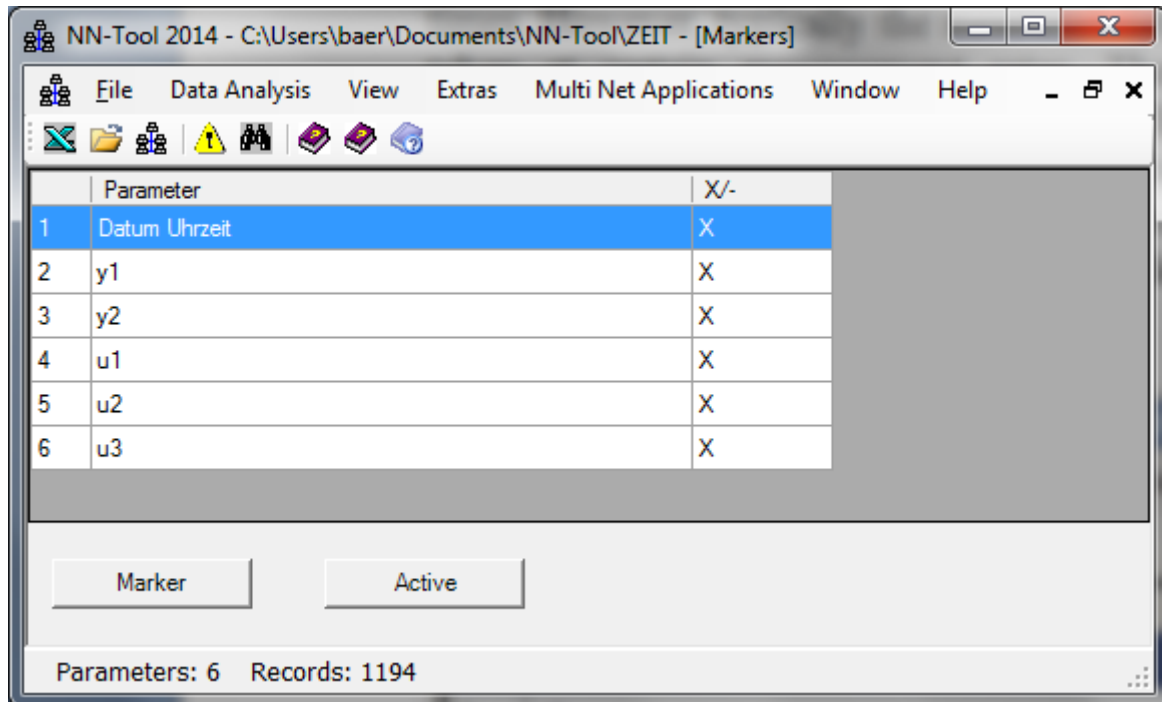 NN-Tool 2014 - C:\Users\baer\Documents\NN-Tool\ZEIT - [Markers]
File Data Analysis View Extras Multi Net Applications Window Help
Parameter X/-
1 Datum Uhrzeit X
2 y1 X
3 y2 X
4 u1 X
5 u2 X
6 u3 X
Marker Active
Parameters: 6 Records: 1194